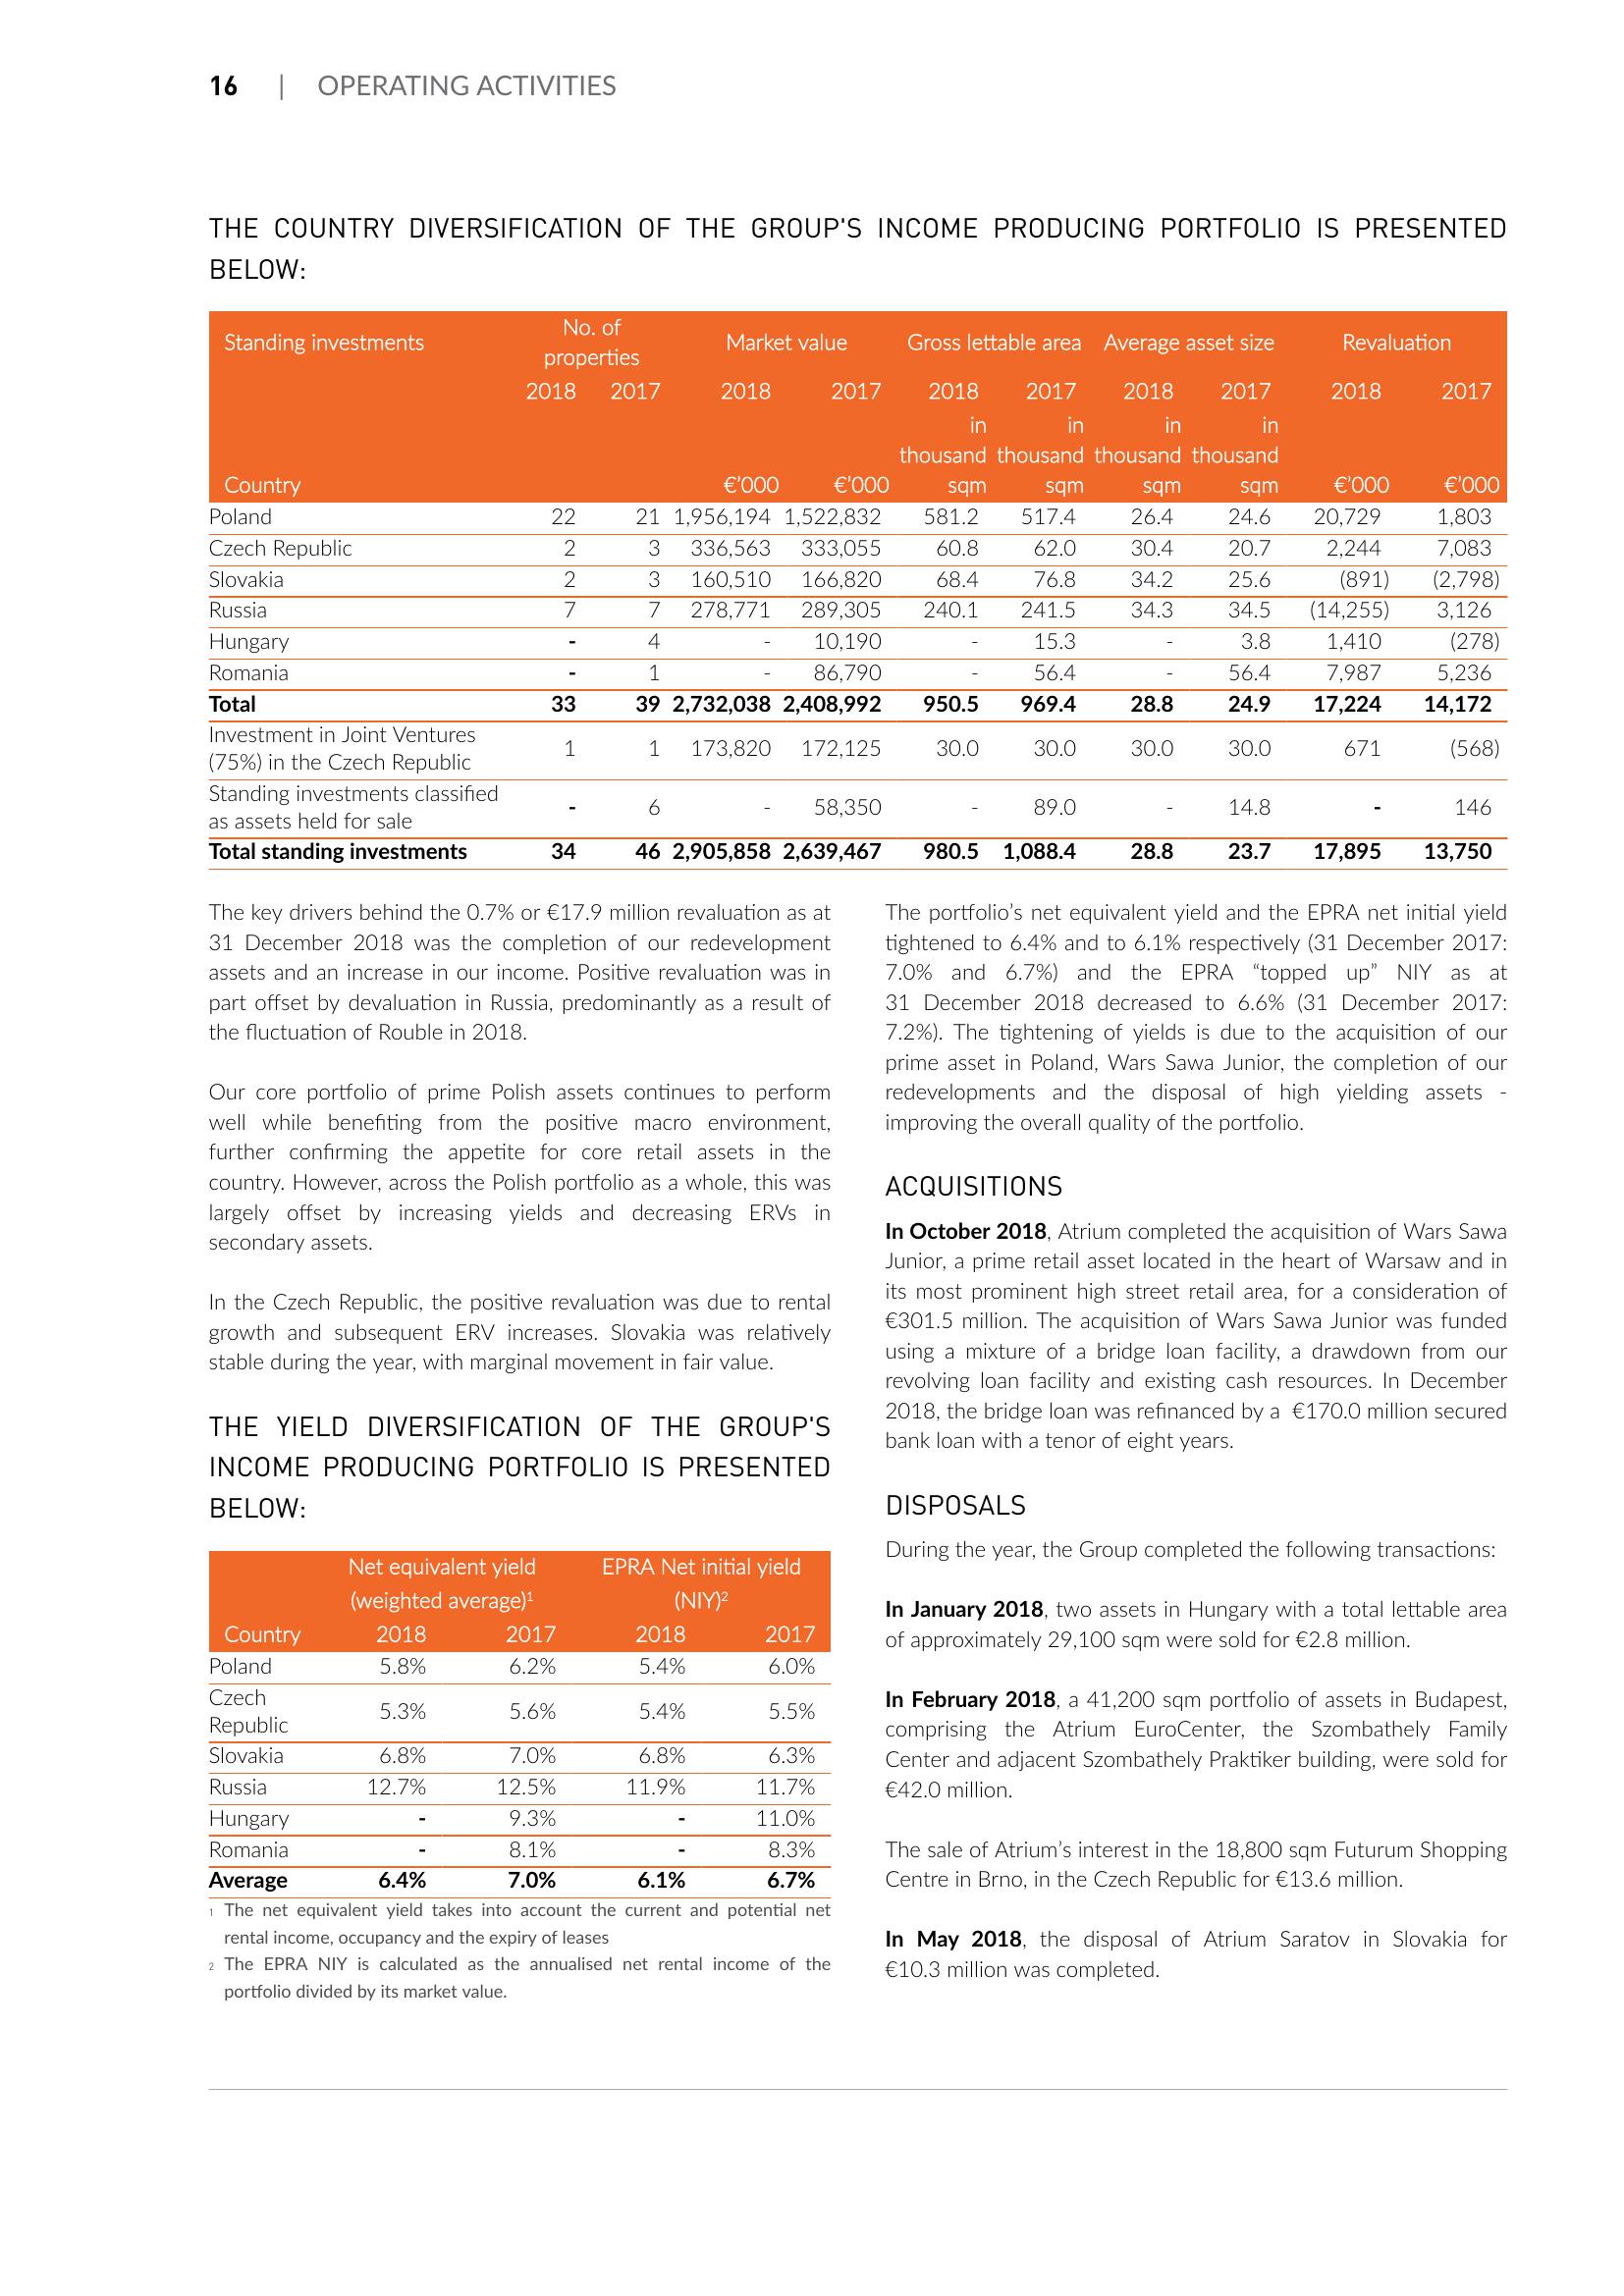 16 | OPERATING ACTIVITIES
THE COUNTRY DIVERSIFICATION OF THE GROUP'S INCOME PRODUCING PORTFOLIO IS PRESENTED
BELOW:
Standing investments No. of properties Market value Gross lettable area Average asset size Revaluation
2018 2017 2018 2017 2018 2017 2018 2017 2018 2017
Country €’000 €’000 in thousand sqm in thousand sqm in thousand sqm in thousand sqm €’000 €’000
Poland 22 21 1,956,194 1,522,832 581.2 517.4 26.4 24.6 20,729 1,803
Czech Republic 2 3 336,563 333,055 60.8 62.0 30.4 20.7 2,244 7,083
Slovakia 2 3 160,510 166,820 68.4 76.8 34.2 25.6 (891) (2,798)
Russia 7 7 278,771 289,305 240.1 241.5 34.3 34.5 (14,255) 3,126
Hungary - 4 - 10,190 - 15.3 - 3.8 1,410 (278)
Romania - 1 - 86,790 - 56.4 - 56.4 7,987 5,236
Total 33 39 2,732,038 2,408,992 950.5 969.4 28.8 24.9 17,224 14,172
Investment in Joint Ventures
(75%) in the Czech Republic 1 1 173,820 172,125 30.0 30.0 30.0 30.0 671 (568)
Standing investments classified
as assets held for sale - 6 - 58,350 - 89.0 - 14.8 - 146
Total standing investments 34 46 2,905,858 2,639,467 980.5 1,088.4 28.8 23.7 17,895 13,750
The key drivers behind the 0.7% or €17.9 million revaluation as at
31 December 2018 was the completion of our redevelopment
assets and an increase in our income. Positive revaluation was in
part offset by devaluation in Russia, predominantly as a result of
the fluctuation of Rouble in 2018.
Our core portfolio of prime Polish assets continues to perform
well while benefiting from the positive macro environment,
further confirming the appetite for core retail assets in the
country. However, across the Polish portfolio as a whole, this was
largely offset by increasing yields and decreasing ERVs in
secondary assets.
In the Czech Republic, the positive revaluation was due to rental
growth and subsequent ERV increases. Slovakia was relatively
stable during the year, with marginal movement in fair value.
THE YIELD DIVERSIFICATION OF THE GROUP'S
INCOME PRODUCING PORTFOLIO IS PRESENTED
BELOW:
Net equivalent yield EPRA Net initial yield
(weighted average)1 (NIY)2
Country 2018 2017 2018 2017
Poland 5.8% 6.2% 5.4% 6.0%
Czech
Republic 5.3% 5.6% 5.4% 5.5%
Slovakia 6.8% 7.0% 6.8% 6.3%
Russia 12.7% 12.5% 11.9% 11.7%
Hungary - 9.3% - 11.0%
Romania - 8.1% - 8.3%
Average 6.4% 7.0% 6.1% 6.7%
1 The net equivalent yield takes into account the current and potential net
rental income, occupancy and the expiry of leases
2 The EPRA NIY is calculated as the annualised net rental income of the
portfolio divided by its market value.
The portfolio’s net equivalent yield and the EPRA net initial yield
tightened to 6.4% and to 6.1% respectively (31 December 2017:
7.0% and 6.7%) and the EPRA “topped up” NIY as at
31 December 2018 decreased to 6.6% (31 December 2017:
7.2%). The tightening of yields is due to the acquisition of our
prime asset in Poland, Wars Sawa Junior, the completion of our
redevelopments and the disposal of high yielding assets -
improving the overall quality of the portfolio.
ACQUISITIONS
In October 2018, Atrium completed the acquisition of Wars Sawa
Junior, a prime retail asset located in the heart of Warsaw and in
its most prominent high street retail area, for a consideration of
€301.5 million. The acquisition of Wars Sawa Junior was funded
using a mixture of a bridge loan facility, a drawdown from our
revolving loan facility and existing cash resources. In December
2018, the bridge loan was refinanced by a €170.0 million secured
bank loan with a tenor of eight years.
DISPOSALS
During the year, the Group completed the following transactions:
In January 2018, two assets in Hungary with a total lettable area
of approximately 29,100 sqm were sold for €2.8 million.
In February 2018, a 41,200 sqm portfolio of assets in Budapest,
comprising the Atrium EuroCenter, the Szombathely Family
Center and adjacent Szombathely Praktiker building, were sold for
€42.0 million.
The sale of Atrium’s interest in the 18,800 sqm Futurum Shopping
Centre in Brno, in the Czech Republic for €13.6 million.
In May 2018, the disposal of Atrium Saratov in Slovakia for
€10.3 million was completed.